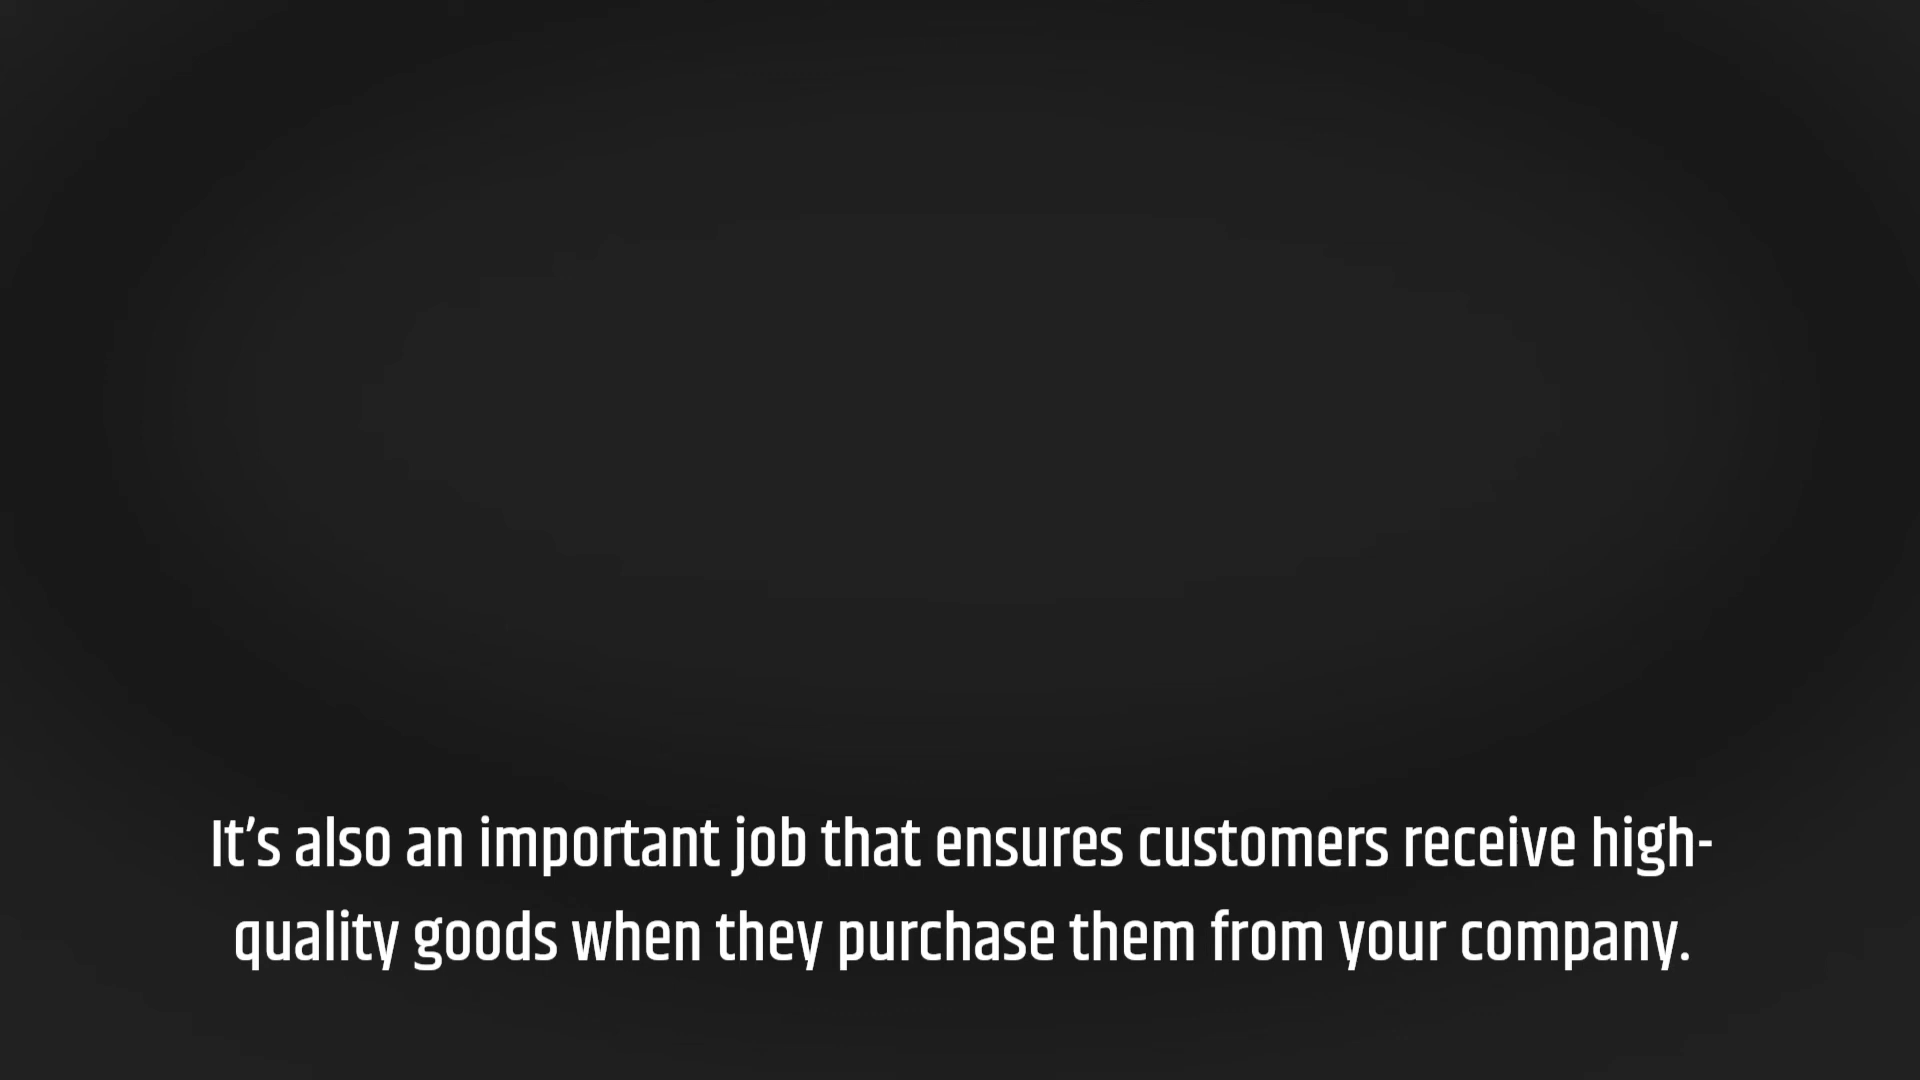 It’s also an important job that ensures customers receive high-
quality goods when they purchase them from your company.